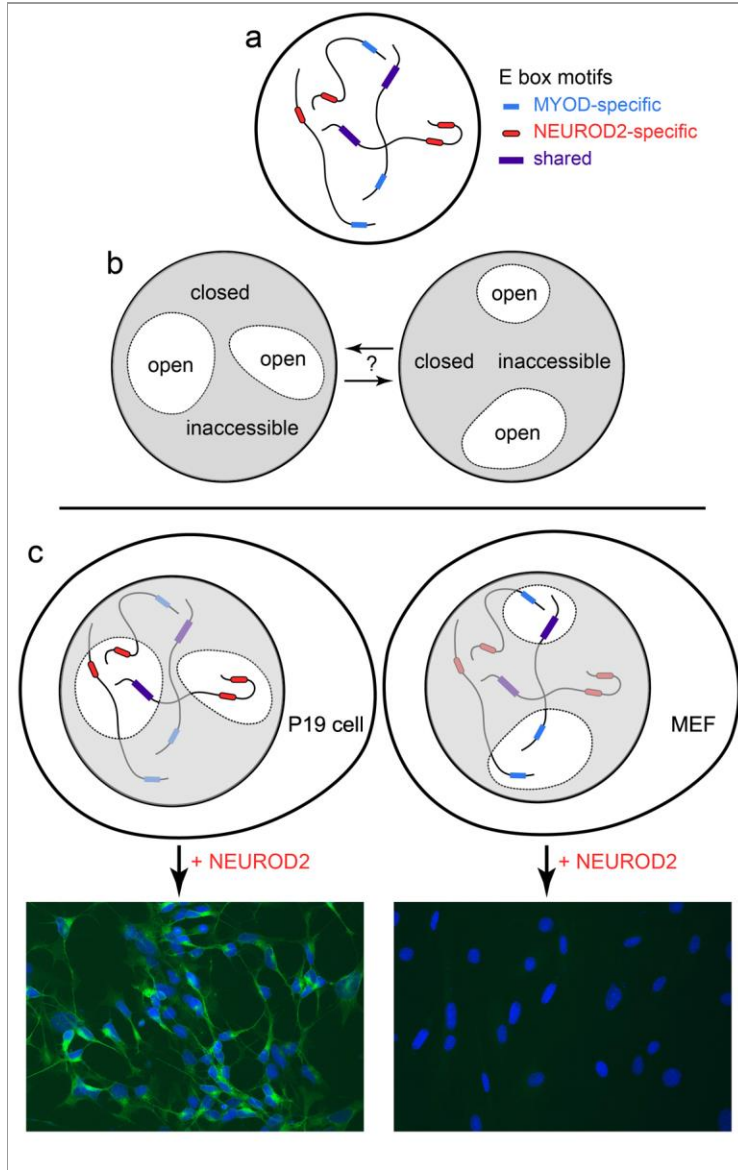 a
E box motifs
MYOD-specific
NEUROD2-specific
shared
b
closed
open
open
inaccessible
?
open
closed
inaccessible
open
c
P19 cell
MEF
+ NEUROD2
+ NEUROD2